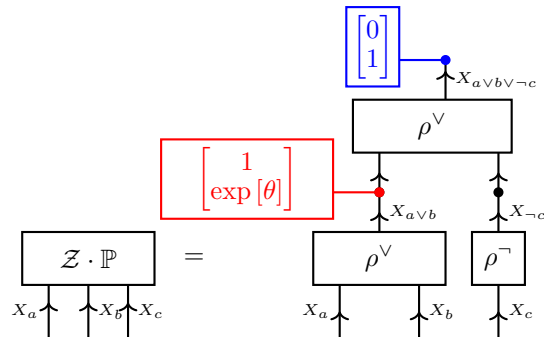 [0
1]
X_{a∨b∨¬c}
ρ^∨
[1
exp [θ]]
X_{a∨b}
X_{¬c}
𝒵 · ℙ
=
ρ^∨
ρ^¬
X_a
X_b
X_c
X_a
X_b
X_c